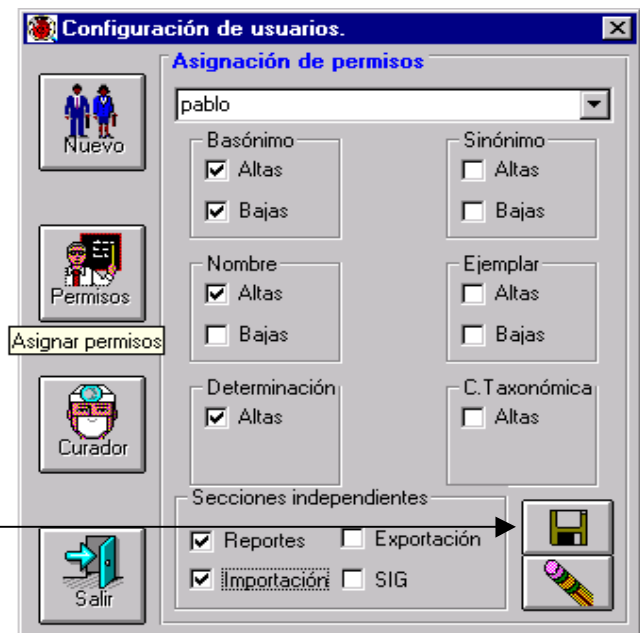 Configuración de usuarios.
Asignación de permisos
pablo
Nuevo
Basónimo
Altas
Bajas
Sinónimo
Altas
Bajas
Permisos
Asignar permisos
Nombre
Altas
Bajas
Ejemplar
Altas
Bajas
Curador
Determinación
Altas
C.Taxonómica
Altas
Secciones independientes
Reportes Exportación
Importación SIG
Salir